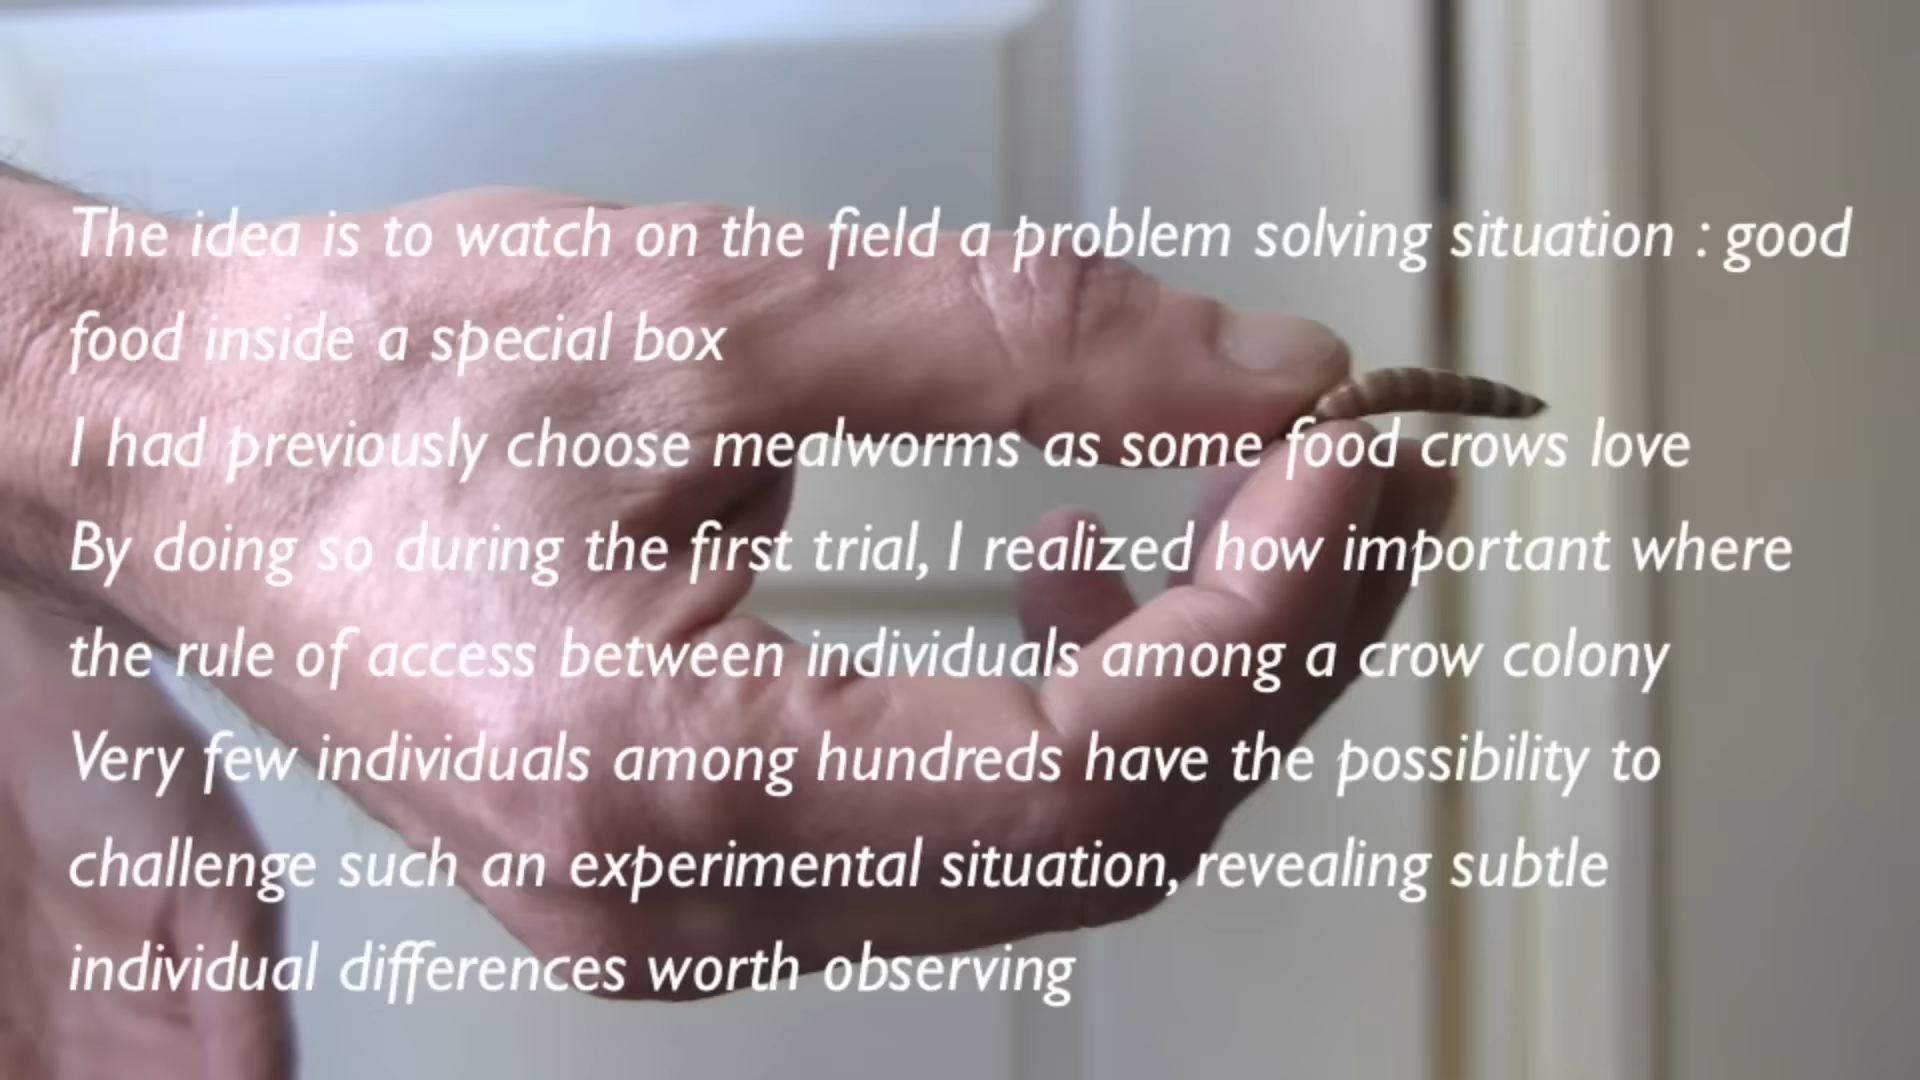 The idea is to watch on the field a problem solving situation : good
food inside a special box
I had previously choose mealworms as some food crows love
By doing so during the first trial, I realized how important where
the rule of access between individuals among a crow colony
Very few individuals among hundreds have the possibility to
challenge such an experimental situation, revealing subtle
individual differences worth observing